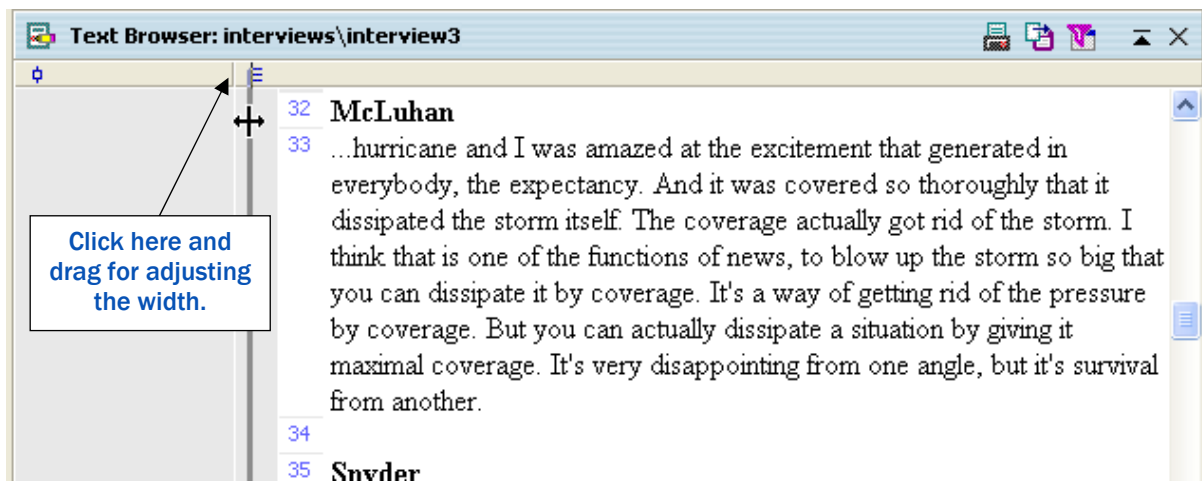 Text Browser: interviews\interview3
32 McLuhan
33 ...hurricane and I was amazed at the excitement that generated in
everybody, the expectancy. And it was covered so thoroughly that it
dissipated the storm itself. The coverage actually got rid of the storm. I
think that is one of the functions of news, to blow up the storm so big that
you can dissipate it by coverage. It's a way of getting rid of the pressure
by coverage. But you can actually dissipate a situation by giving it
maximal coverage. It's very disappointing from one angle, but it's survival
from another.
34
35 Snyder
Click here and
drag for adjusting
the width.